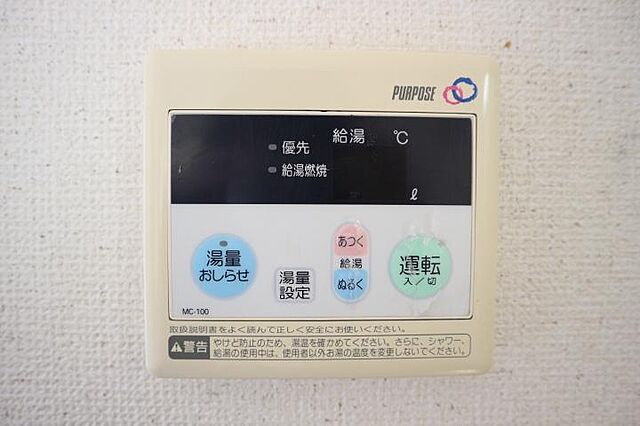 PURPOSE
給湯 ℃
優先
給湯燃焼
ℓ
湯量
おしらせ
湯量
設定
あつく
給湯
ぬるく
運転
入/切
MC-100
取扱説明書をよく読んで正しく安全にお使いください。
警告
やけど防止のため、湯温を確かめてください。さらに、シャワー、
給湯の使用中は、使用者以外お湯の温度を変更しないでください。